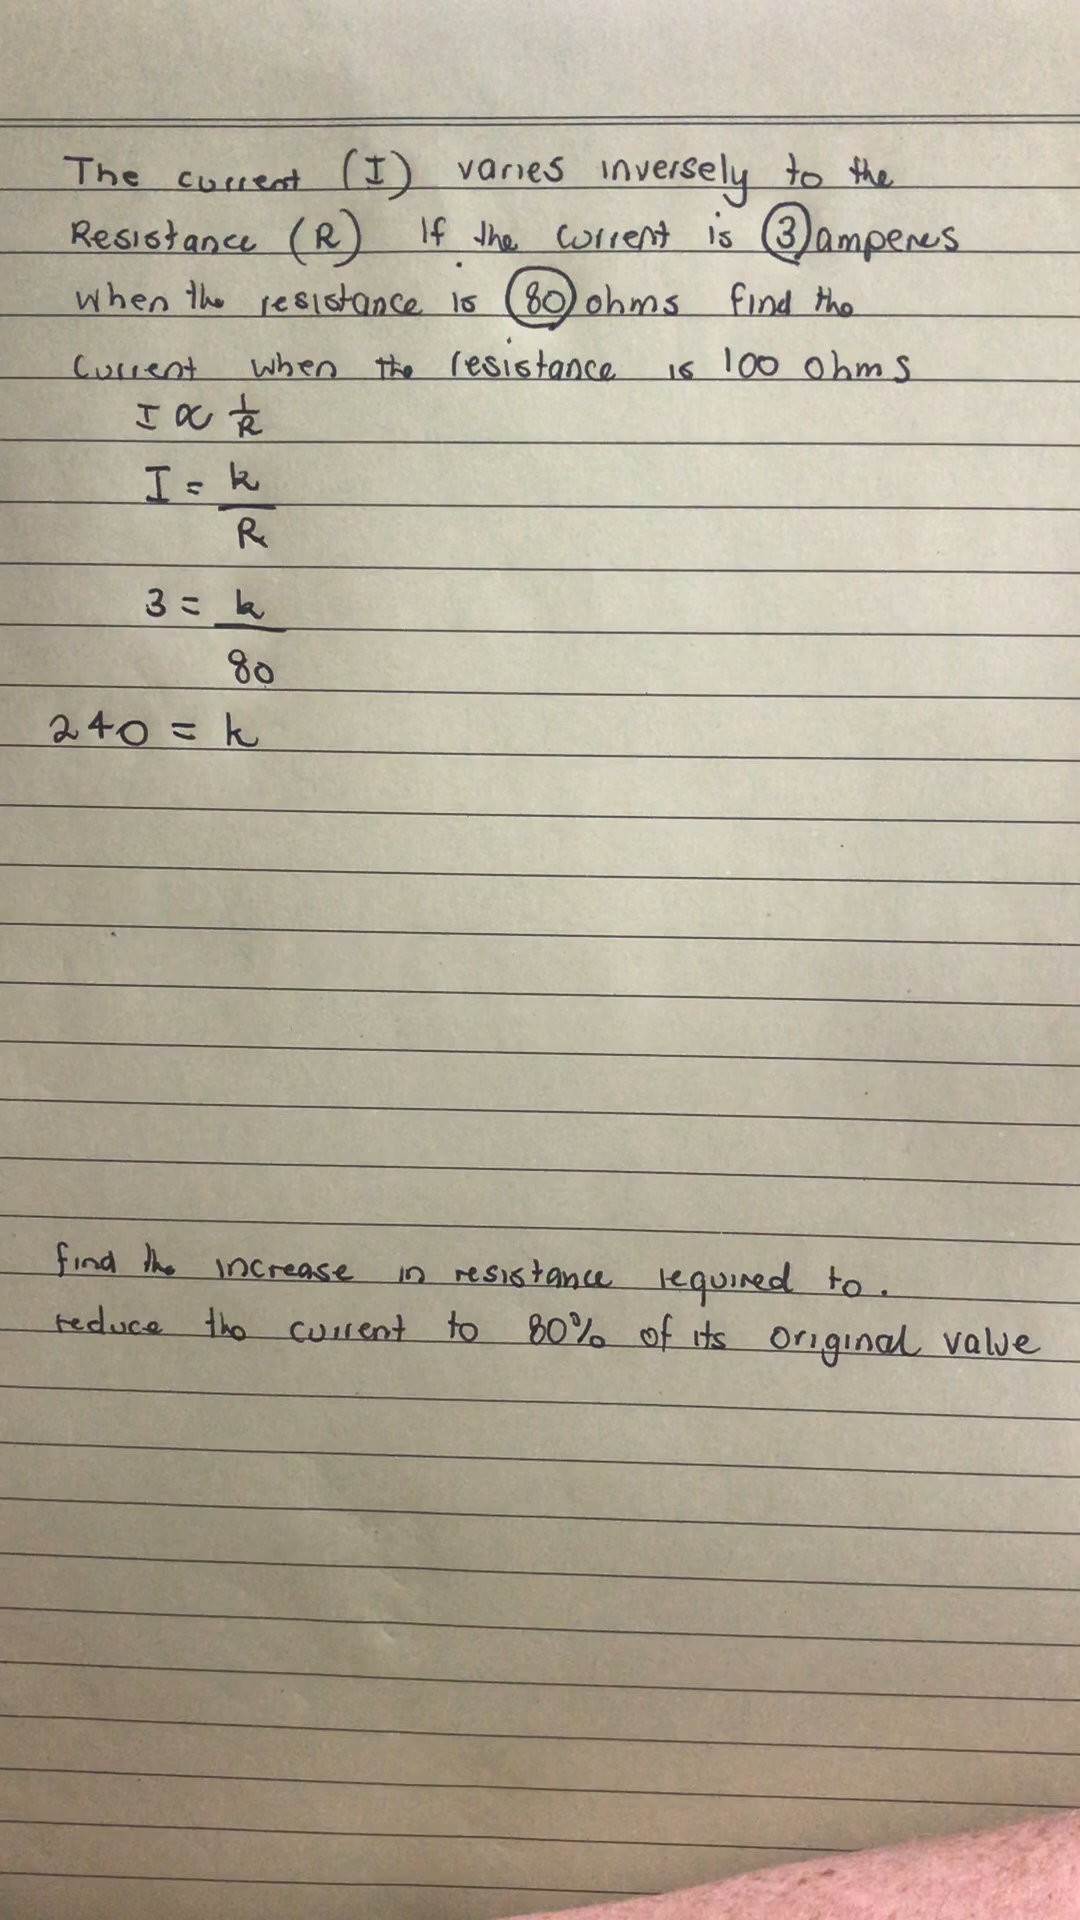 The current (I) varies inversely to the
Resistance (R) If the current is 3 amperes
when the resistance is 80 ohms find the
current when the resistance is 100 ohms
I ∝ 1/R
I = k/R
3 = k/80
240 = k
find the increase in resistance required to.
reduce the current to 80% of its original value